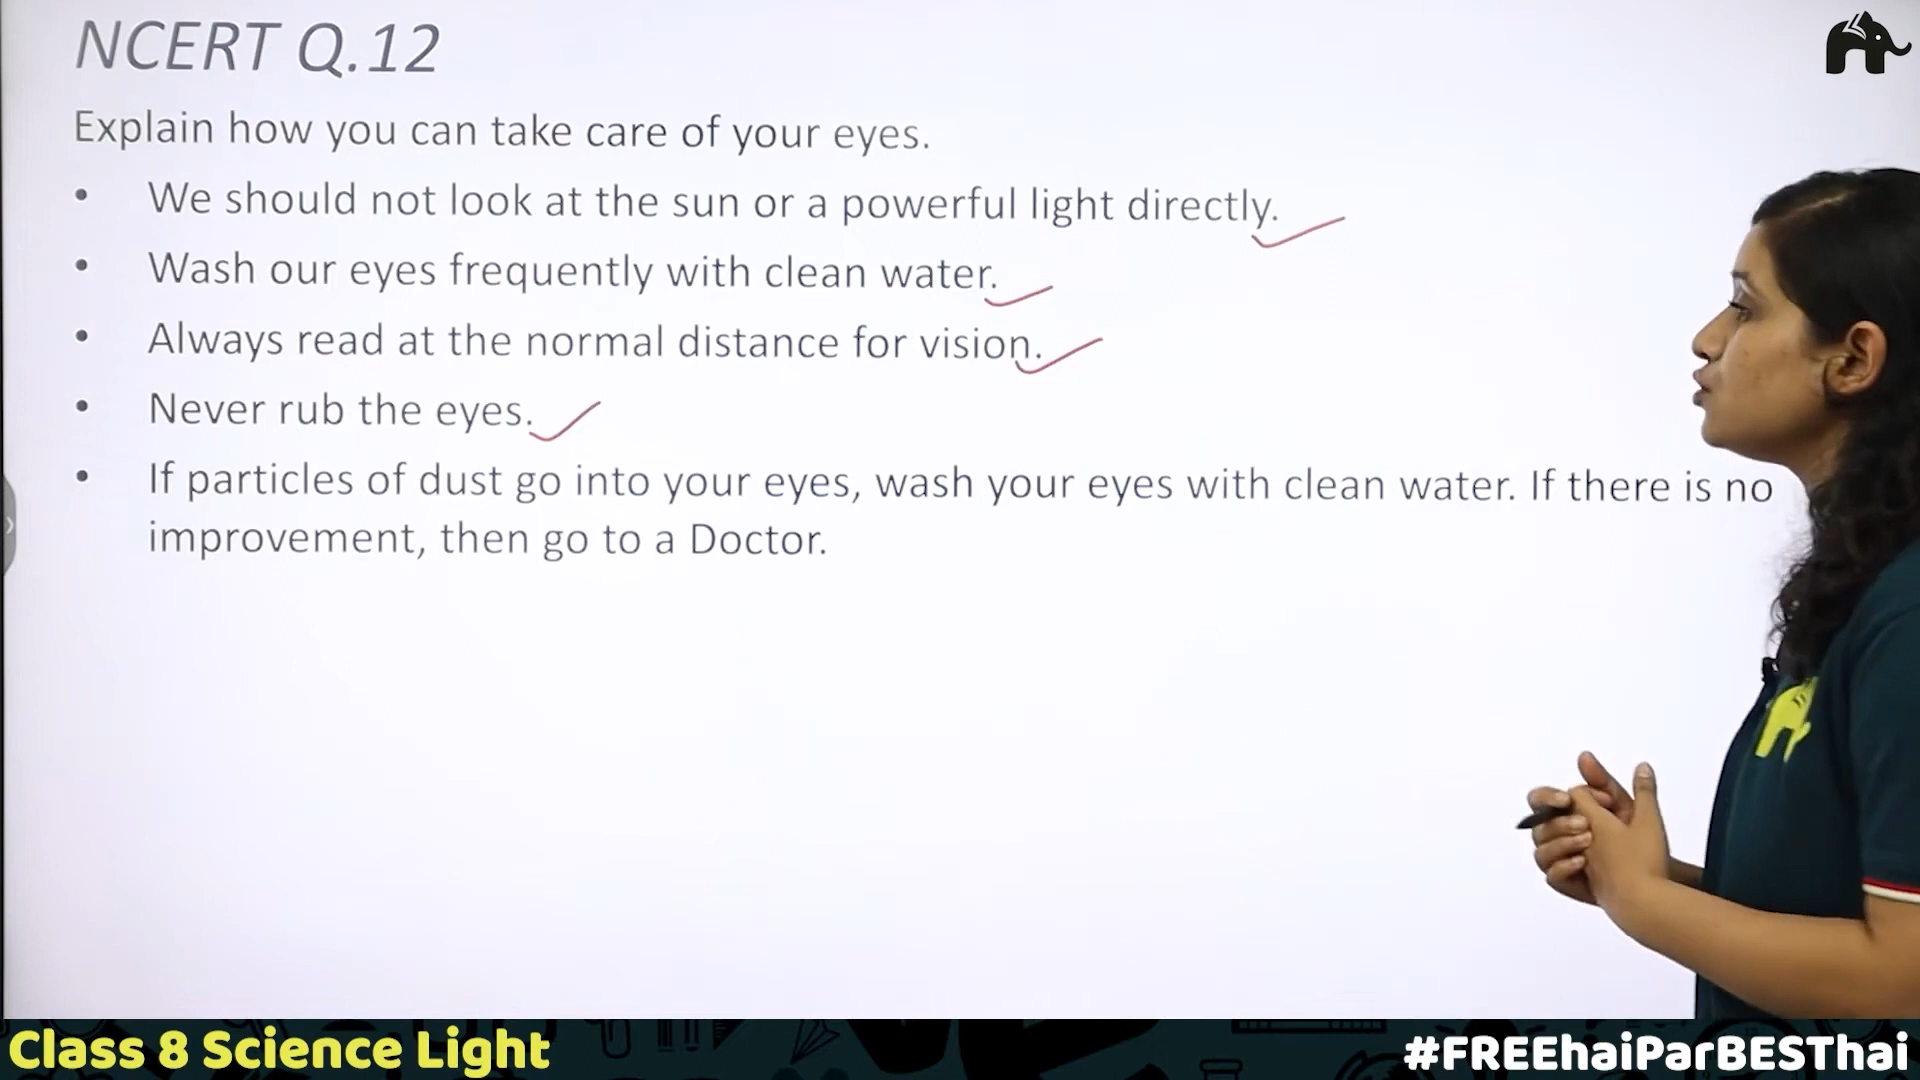 NCERT Q.12
Explain how you can take care of your eyes.
• We should not look at the sun or a powerful light directly.
• Wash our eyes frequently with clean water.
• Always read at the normal distance for vision.
• Never rub the eyes.
• If particles of dust go into your eyes, wash your eyes with clean water. If there is no
improvement, then go to a Doctor.
Class 8 Science Light
#FREEhaiParBESThai